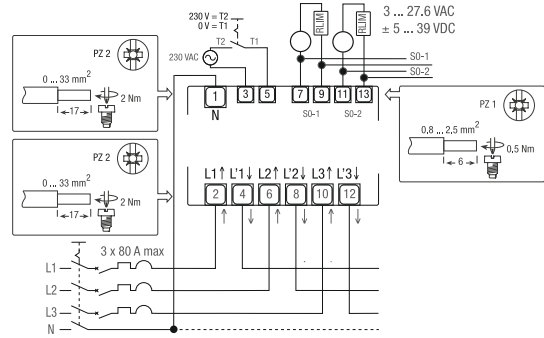 230 V = T2
0 V = T1
3 ... 27.6 VAC
± 5 ... 39 VDC
RLIM
RLIM
PZ 2
0 ... 33 mm²
2 Nm
17
230 VAC
T2
T1
S0-1
S0-2
1
3
5
7
9
11
13
N
S0-1
S0-2
PZ 1
0,8 ... 2,5 mm²
0,5 Nm
6
PZ 2
0 ... 33 mm²
2 Nm
17
L1↑ L'1↓ L2↑ L'2↓ L3↑ L'3↓
2 4 6 8 10 12
3 x 80 A max
L1
L2
L3
N